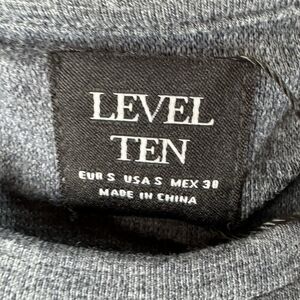 LEVEL
TEN
EUR S USA S MEX 30
MADE IN CHINA